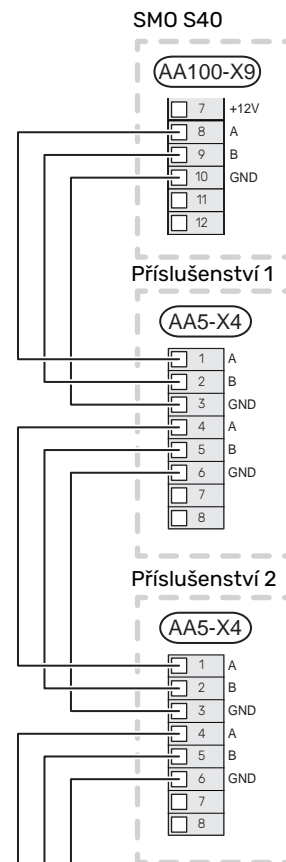 SMO S40
AA100-X9
7 +12V
8 A
9 B
10 GND
11
12
Příslušenství 1
AA5-X4
1 A
2 B
3 GND
4 A
5 B
6 GND
7
8
Příslušenství 2
AA5-X4
1 A
2 B
3 GND
4 A
5 B
6 GND
7
8